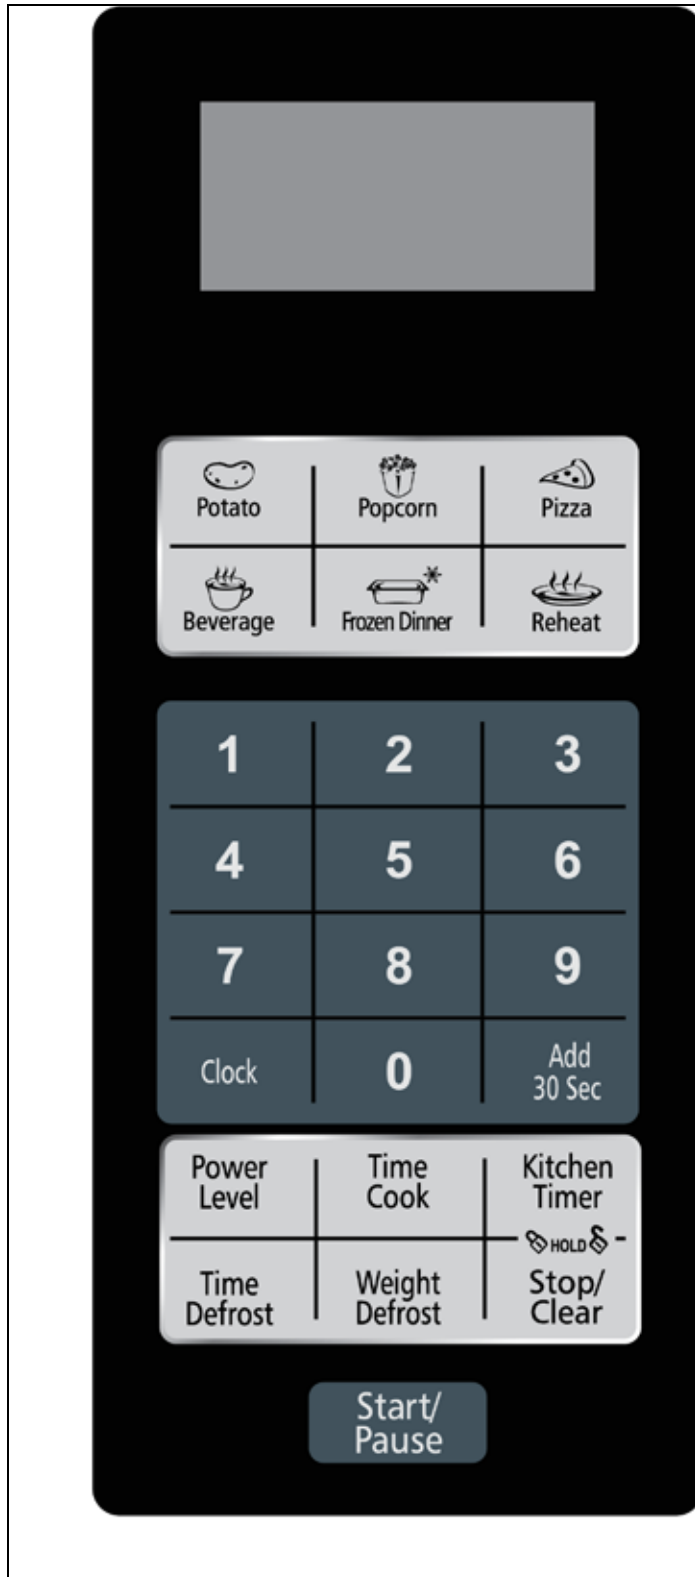 Potato Popcorn Pizza
Beverage Frozen Dinner Reheat
1 2 3
4 5 6
7 8 9
Clock 0 Add
30 Sec
Power Time Kitchen
Level Cook Timer
HOLD
Time Weight Stop/
Defrost Defrost Clear
Start/
Pause